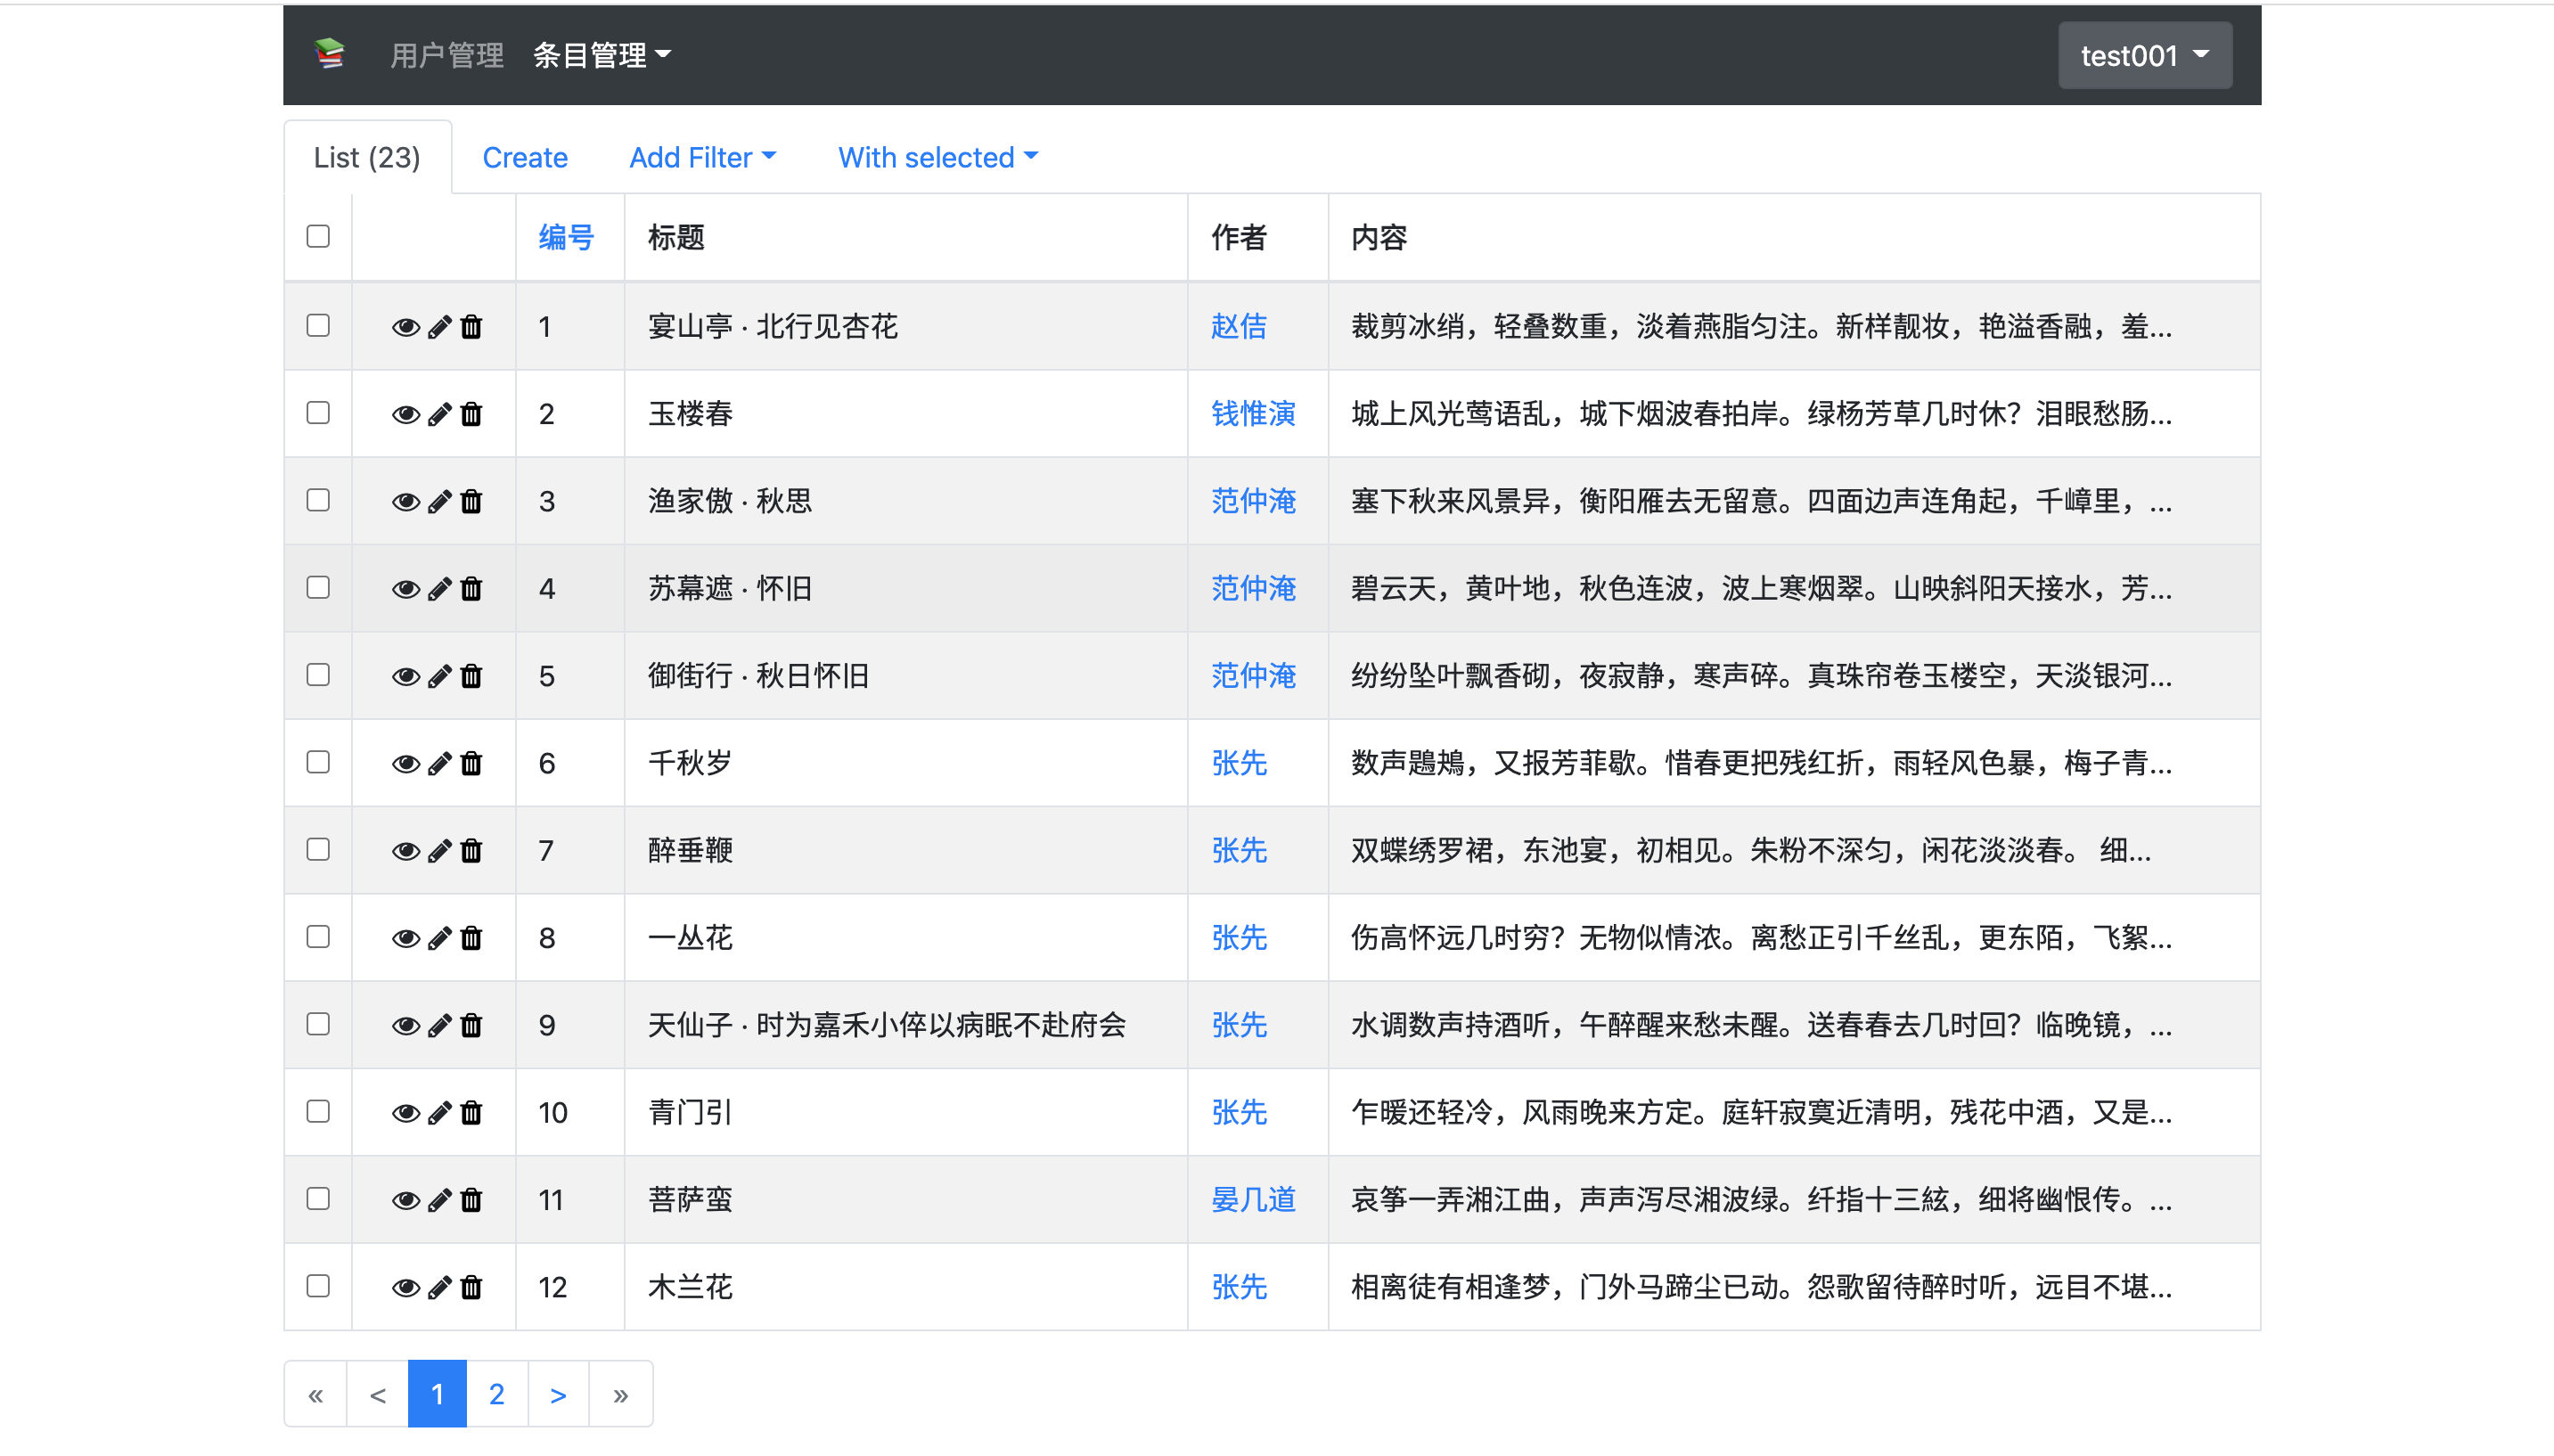 用户管理 条目管理 test001
List (23) Create Add Filter With selected
编号 标题 作者 内容
1 宴山亭 · 北行见杏花 赵佶 裁剪冰绡，轻叠数重，淡着燕脂匀注。新样靓妆，艳溢香融，羞...
2 玉楼春 钱惟演 城上风光莺语乱，城下烟波春拍岸。绿杨芳草几时休？泪眼愁肠...
3 渔家傲 · 秋思 范仲淹 塞下秋来风景异，衡阳雁去无留意。四面边声连角起，千嶂里，...
4 苏幕遮 · 怀旧 范仲淹 碧云天，黄叶地，秋色连波，波上寒烟翠。山映斜阳天接水，芳...
5 御街行 · 秋日怀旧 范仲淹 纷纷坠叶飘香砌，夜寂静，寒声碎。真珠帘卷玉楼空，天淡银河...
6 千秋岁 张先 数声鶗鴂，又报芳菲歇。惜春更把残红折，雨轻风色暴，梅子青...
7 醉垂鞭 张先 双蝶绣罗裙，东池宴，初相见。朱粉不深匀，闲花淡淡春。 细...
8 一丛花 张先 伤高怀远几时穷？无物似情浓。离愁正引千丝乱，更东陌，飞絮...
9 天仙子 · 时为嘉禾小倅以病眠不赴府会 张先 水调数声持酒听，午醉醒来愁未醒。送春春去几时回？临晚镜，...
10 青门引 张先 乍暖还轻冷，风雨晚来方定。庭轩寂寞近清明，残花中酒，又是...
11 菩萨蛮 晏几道 哀筝一弄湘江曲，声声泻尽湘波绿。纤指十三絃，细将幽恨传。...
12 木兰花 张先 相离徒有相逢梦，门外马蹄尘已动。怨歌留待醉时听，远目不堪...
« < 1 2 > »